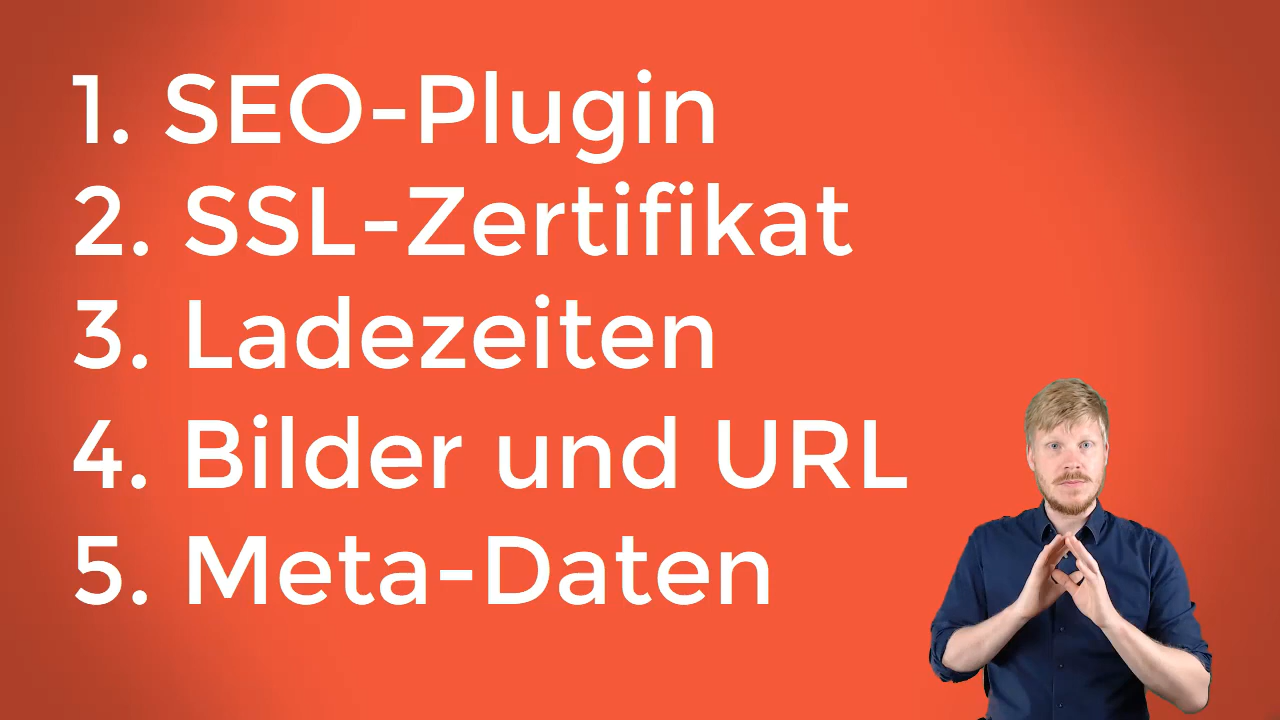 1. SEO-Plugin
2. SSL-Zertifikat
3. Ladezeiten
4. Bilder und URL
5. Meta-Daten